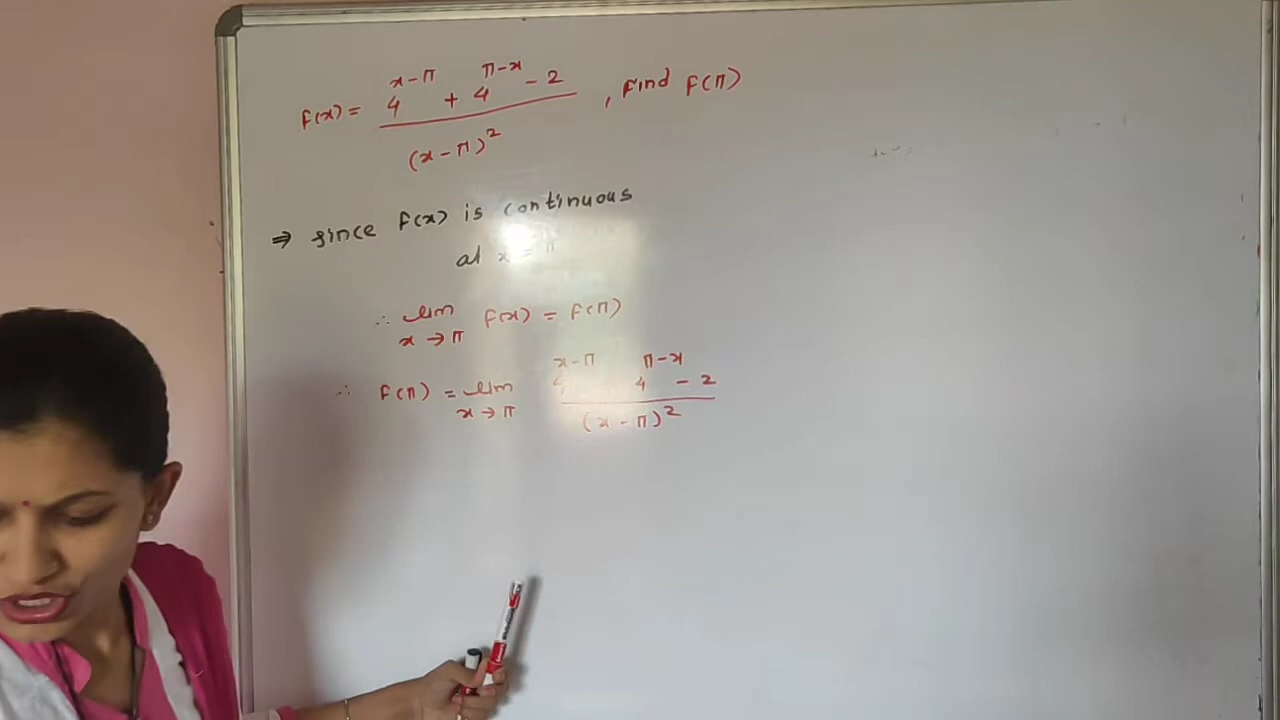 f(x) = (4^(x-π) + 4^(π-x) - 2) / (x-π)² , Find f(π)
⇒ since f(x) is continuous
at x = π
∴ lim x→π f(x) = f(π)
∴ f(π) = lim x→π (4^(x-π) 4^(π-x) - 2) / (x-π)²